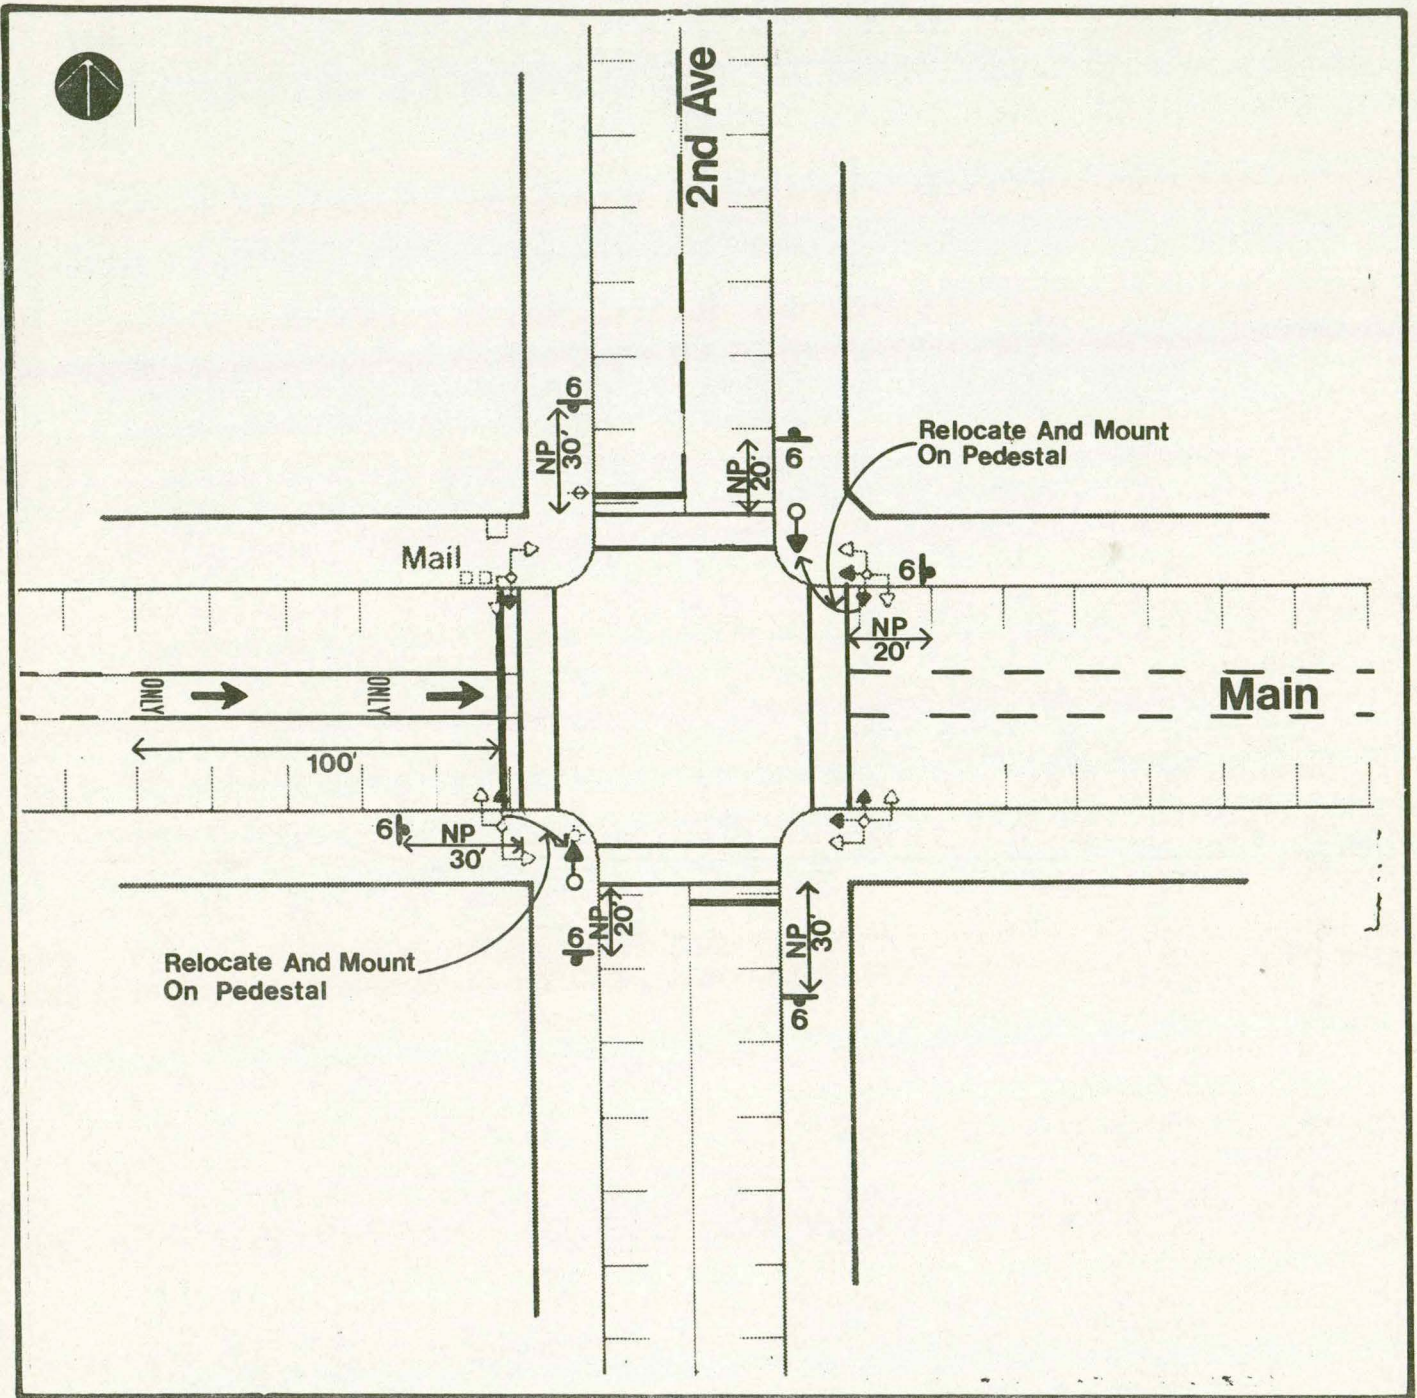 2nd Ave
6
NP
30'
NP
20'
6
Relocate And Mount
On Pedestal
Mail
6
NP
20'
ONLY
ONLY
Main
100'
6
NP
30'
NP
20'
6
NP
30'
6
Relocate And Mount
On Pedestal